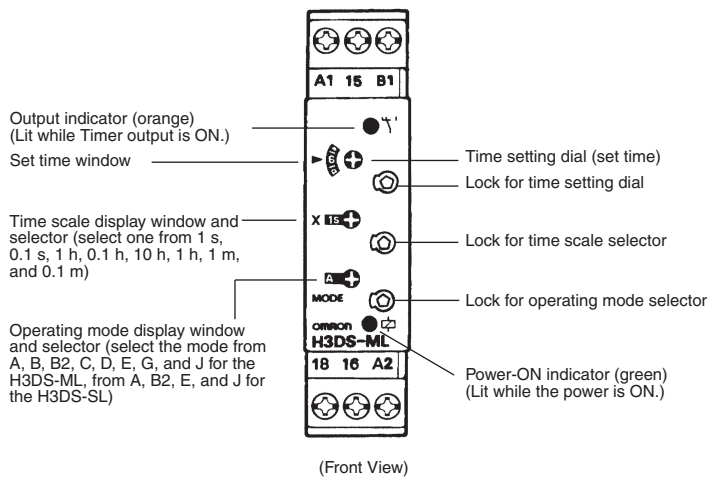 A1 15 B1
Output indicator (orange)
(Lit while Timer output is ON.)
Set time window
Time setting dial (set time)
Lock for time setting dial
Time scale display window and
selector (select one from 1 s,
0.1 s, 1 h, 0.1 h, 10 h, 1 h, 1 m,
and 0.1 m)
X 1S
Lock for time scale selector
A
MODE
Lock for operating mode selector
Operating mode display window
and selector (select the mode from
A, B, B2, C, D, E, G, and J for the
H3DS-ML, from A, B2, E, and J for
the H3DS-SL)
omron
H3DS-ML
18 16 A2
Power-ON indicator (green)
(Lit while the power is ON.)
(Front View)